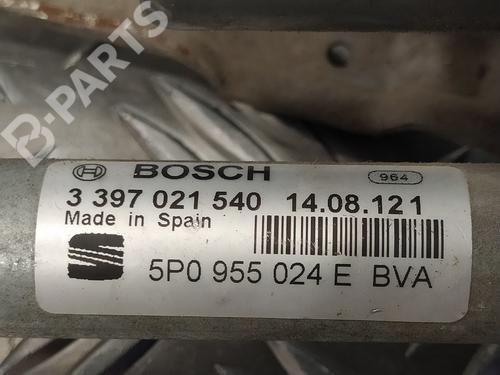 B-PARTS
BOSCH 964
3 397 021 540 14.08.121
Made in Spain
5P0 955 024 E BVA